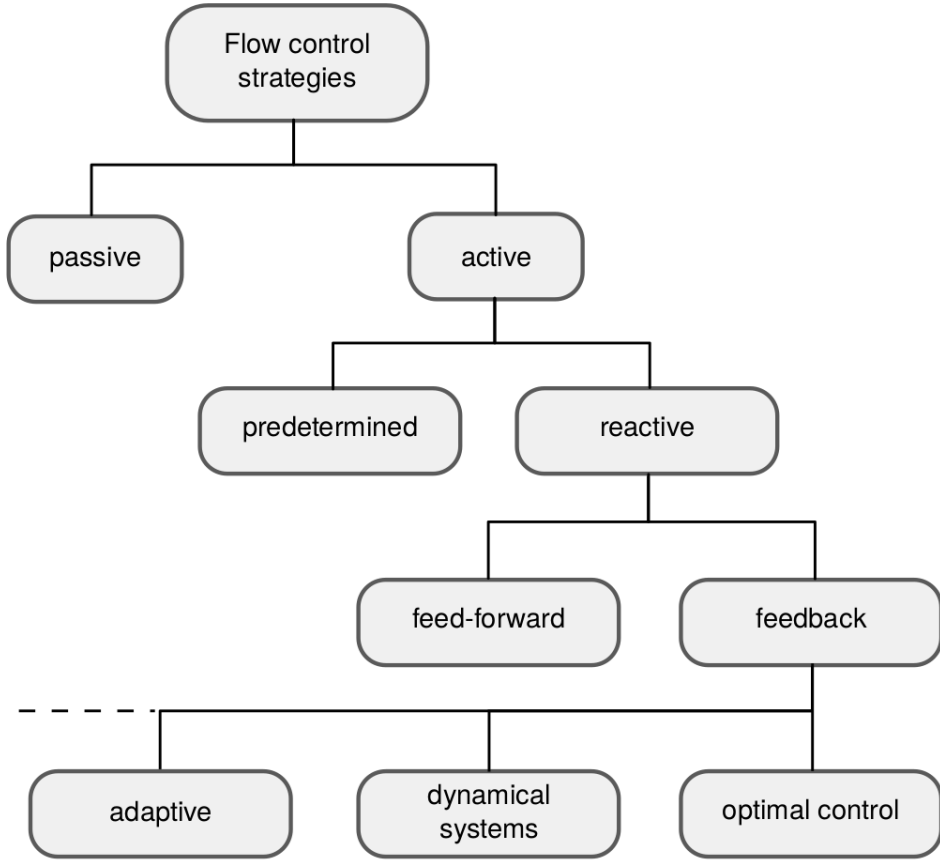 Flow control
strategies
passive
active
predetermined
reactive
feed-forward
feedback
adaptive
dynamical
systems
optimal control